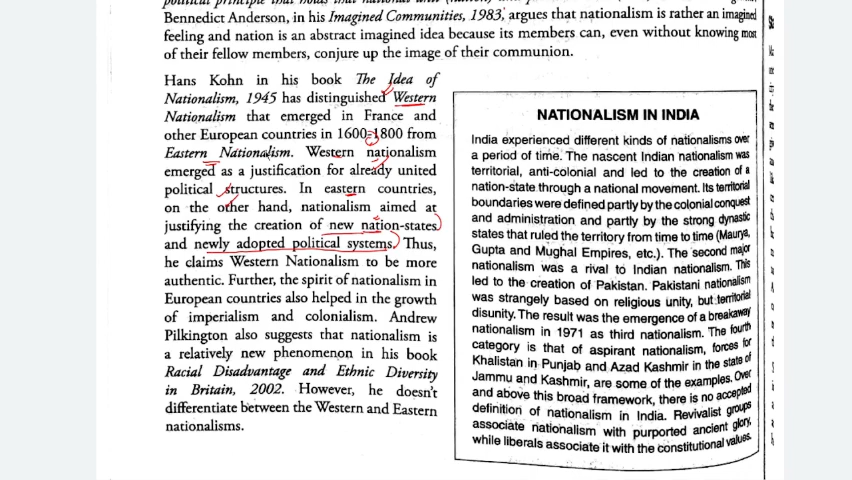 political principle that holds that
Bennedict Anderson, in his Imagined Communities, 1983, argues that nationalism is rather an imagined
feeling and nation is an abstract imagined idea because its members can, even without knowing most
of their fellow members, conjure up the image of their communion.
Hans Kohn in his book The Idea of
Nationalism, 1945 has distinguished Western
Nationalism that emerged in France and
other European countries in 1600-1800 from
Eastern Nationalism. Western nationalism
emerged as a justification for already united
political structures. In eastern countries,
on the other hand, nationalism aimed at
justifying the creation of new nation-states
and newly adopted political systems. Thus,
he claims Western Nationalism to be more
authentic. Further, the spirit of nationalism in
European countries also helped in the growth
of imperialism and colonialism. Andrew
Pilkington also suggests that nationalism is
a relatively new phenomenon in his book
Racial Disadvantage and Ethnic Diversity
in Britain, 2002. However, he doesn't
differentiate between the Western and Eastern
nationalisms.
NATIONALISM IN INDIA
India experienced different kinds of nationalisms over
a period of time. The nascent Indian nationalism was
territorial, anti-colonial and led to the creation of a
nation-state through a national movement. Its territorial
boundaries were defined partly by the colonial conquest
and administration and partly by the strong dynastic
states that ruled the territory from time to time (Maurya,
Gupta and Mughal Empires, etc.). The second major
nationalism was a rival to Indian nationalism. This
led to the creation of Pakistan. Pakistani nationalism
was strangely based on religious unity, but territorial
disunity. The result was the emergence of a breakaway
nationalism in 1971 as third nationalism. The fourth
category is that of aspirant nationalism, forces for
Khalistan in Punjab and Azad Kashmir in the state of
Jammu and Kashmir, are some of the examples. Over
and above this broad framework, there is no accepted
definition of nationalism in India. Revivalist groups
associate nationalism with purported ancient glory,
while liberals associate it with the constitutional values.